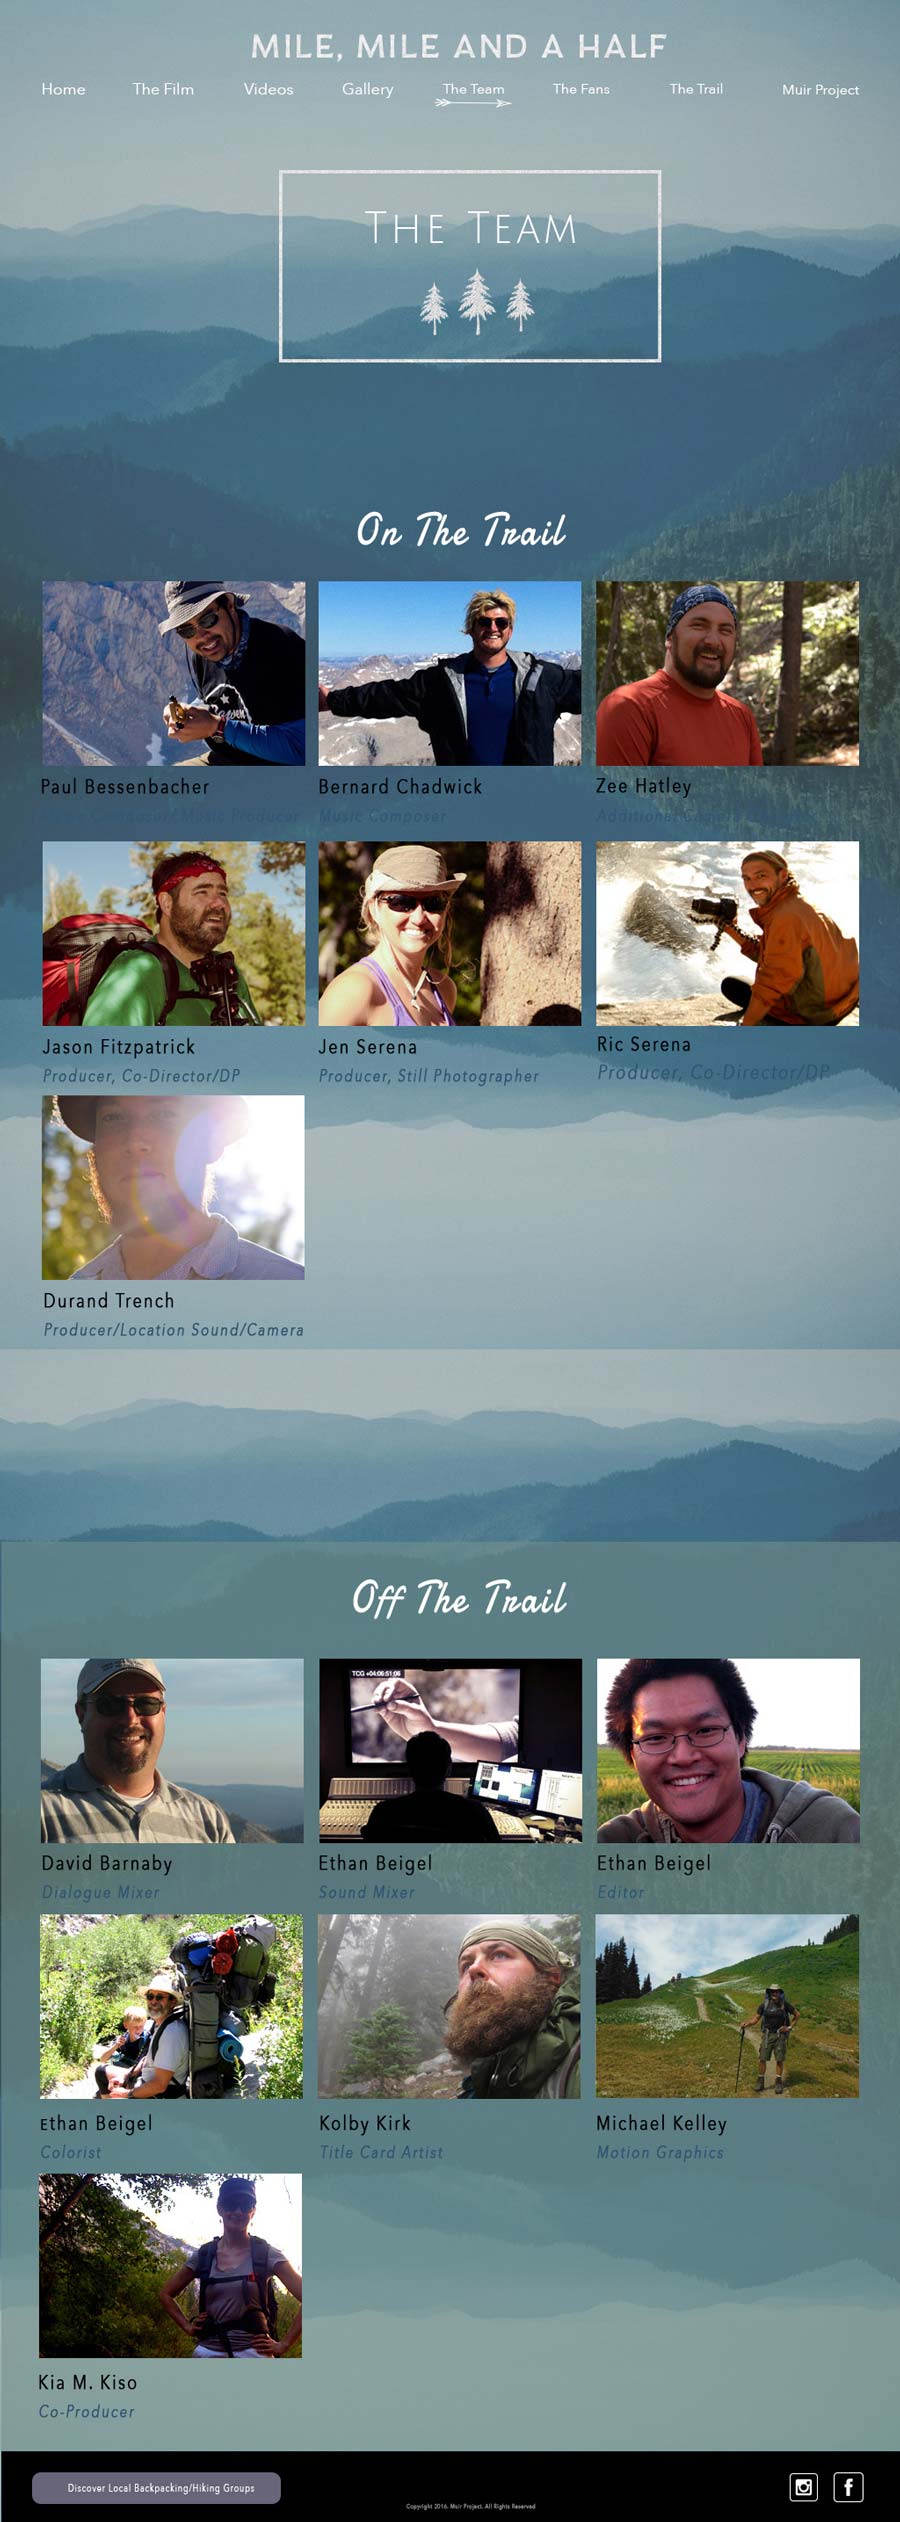 MILE, MILE AND A HALF
Home The Film Videos Gallery The Team The Fans The Trail Muir Project
THE TEAM
On The Trail
Paul Bessenbacher Bernard Chadwick Zee Hatley
Music Composer/Music Producer Music Composer Additional
Jason Fitzpatrick Jen Serena Ric Serena
Producer, Co-Director/DP Producer, Still Photographer Producer, Co-Director/DP
Durand Trench
Producer/Location Sound/Camera
Off The Trail
TCG +04:06:51:06
David Barnaby Ethan Beigel Ethan Beigel
Dialogue Mixer Sound Mixer Editor
Ethan Beigel Kolby Kirk Michael Kelley
Colorist Title Card Artist Motion Graphics
Kia M. Kiso
Co-Producer
Discover Local Backpacking/Hiking Groups
Copyright 2016. Muir Project. All Rights Reserved